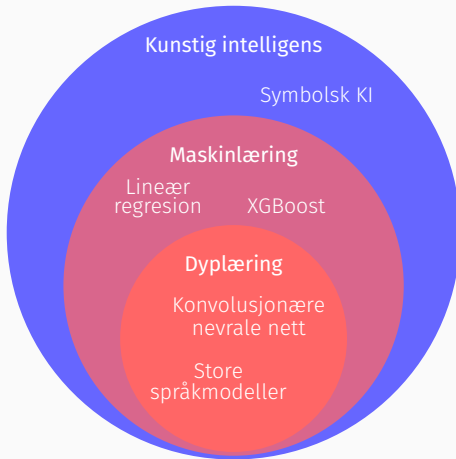 Kunstig intelligens
Symbolsk KI
Maskinlæring
Lineær
regresion
XGBoost
Dyplæring
Konvolusjonære
nevrale nett
Store
språkmodeller